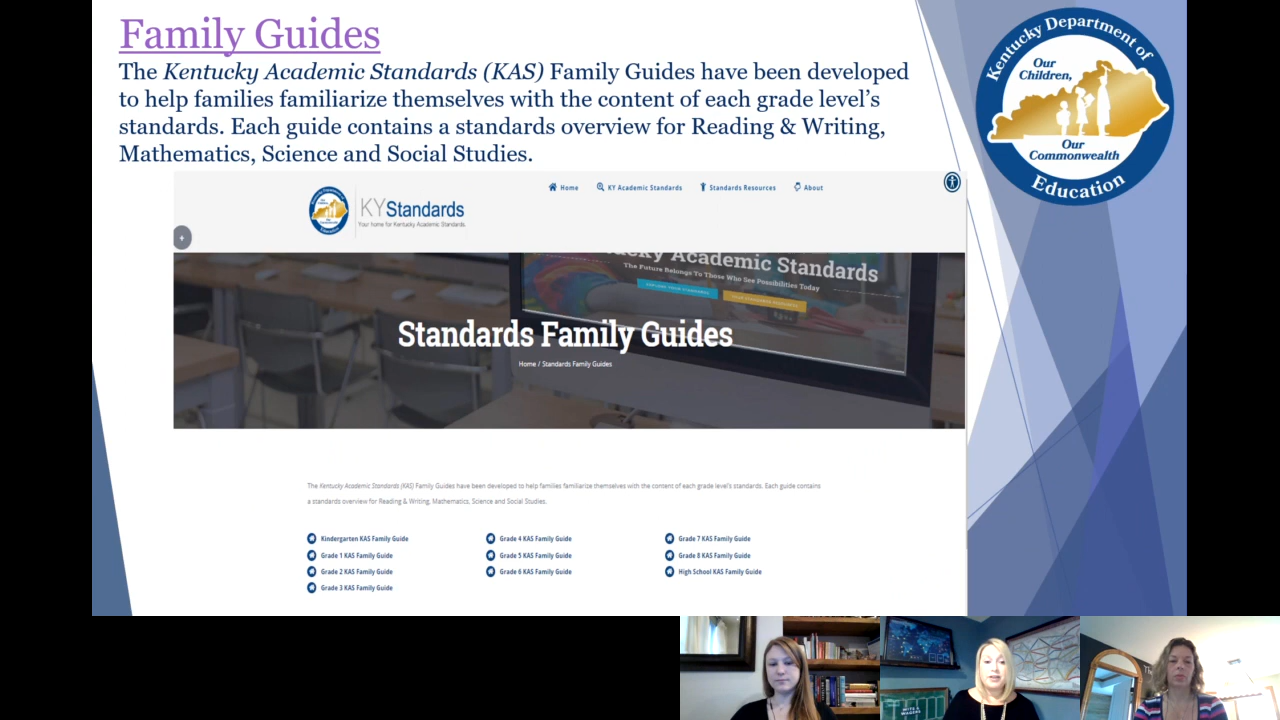 Family Guides
The Kentucky Academic Standards (KAS) Family Guides have been developed
to help families familiarize themselves with the content of each grade level's
standards. Each guide contains a standards overview for Reading & Writing,
Mathematics, Science and Social Studies.
Kentucky Department of
Our
Children,
Our
Commonwealth
Education
Home
KY Academic Standards
Standards Resources
About
KYStandards
Your home for Kentucky Academic Standards.
+
Academic Standards
The Future Belongs To Those Who See Possibilities Today
Standards Family Guides
Home / Standards Family Guides
The Kentucky Academic Standards (KAS) Family Guides have been developed to help families familiarize themselves with the content of each grade level's standards. Each guide contains
a standards overview for Reading & Writing, Mathematics, Science and Social Studies.
Kindergarten KAS Family Guide
Grade 1 KAS Family Guide
Grade 2 KAS Family Guide
Grade 3 KAS Family Guide
Grade 4 KAS Family Guide
Grade 5 KAS Family Guide
Grade 6 KAS Family Guide
Grade 7 KAS Family Guide
Grade 8 KAS Family Guide
High School KAS Family Guide